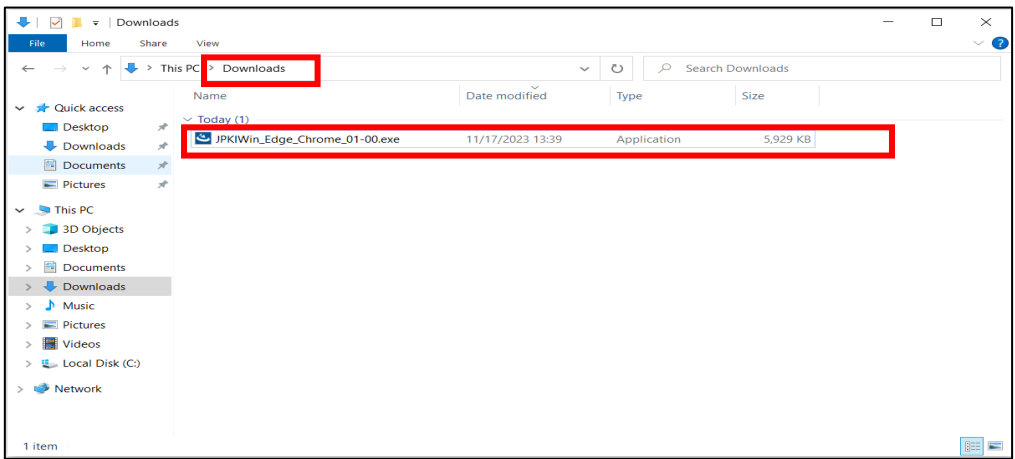 Downloads
File Home Share View
This PC > Downloads
Search Downloads
Name Date modified Type Size
Quick access
Desktop
Downloads
Documents
Pictures
This PC
3D Objects
Desktop
Documents
Downloads
Music
Pictures
Videos
Local Disk (C:)
Network
Today (1)
JPKIWin_Edge_Chrome_01-00.exe 11/17/2023 13:39 Application 5,929 KB
1 item